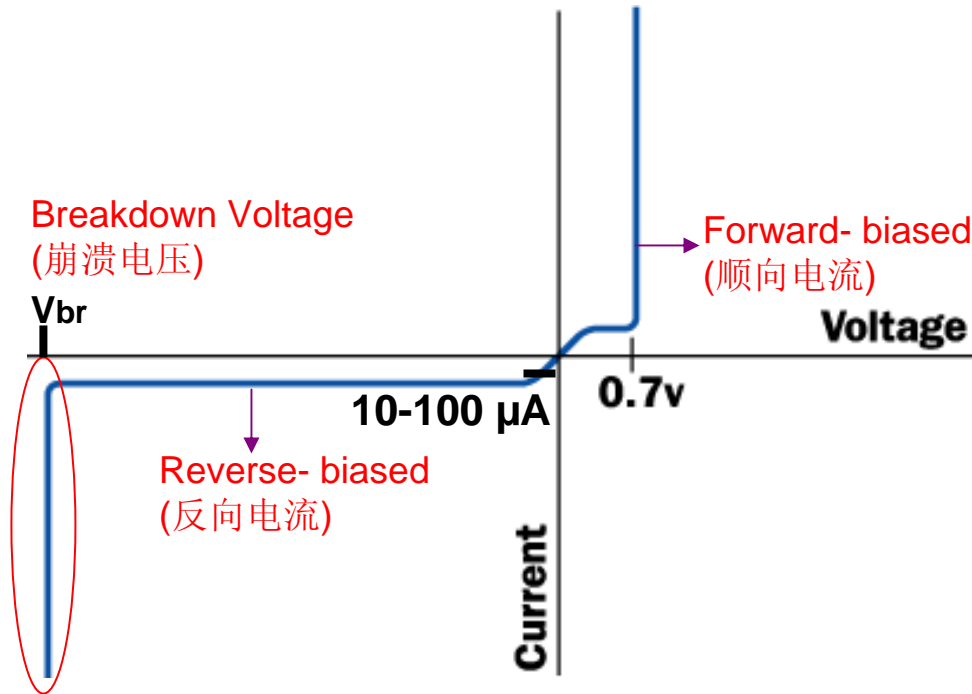 Breakdown Voltage
(崩溃电压)
Vbr
Forward- biased
(顺向电流)
Voltage
0.7v
10-100 µA
Reverse- biased
(反向电流)
Current